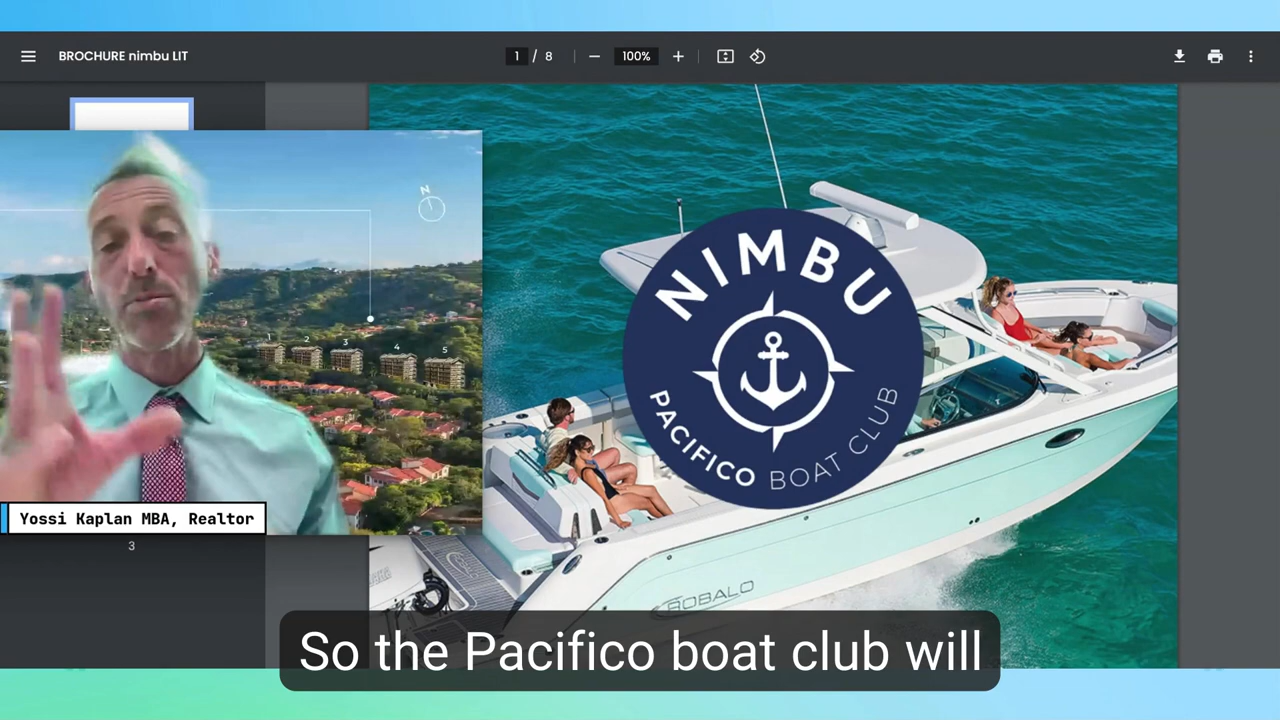 BROCHURE nimbu LIT
1 / 8
100%
N
1 2 3 4 5
NIMBU
PACIFICO BOAT CLUB
Yossi Kaplan MBA, Realtor
3
ROBALO
So the Pacifico boat club will